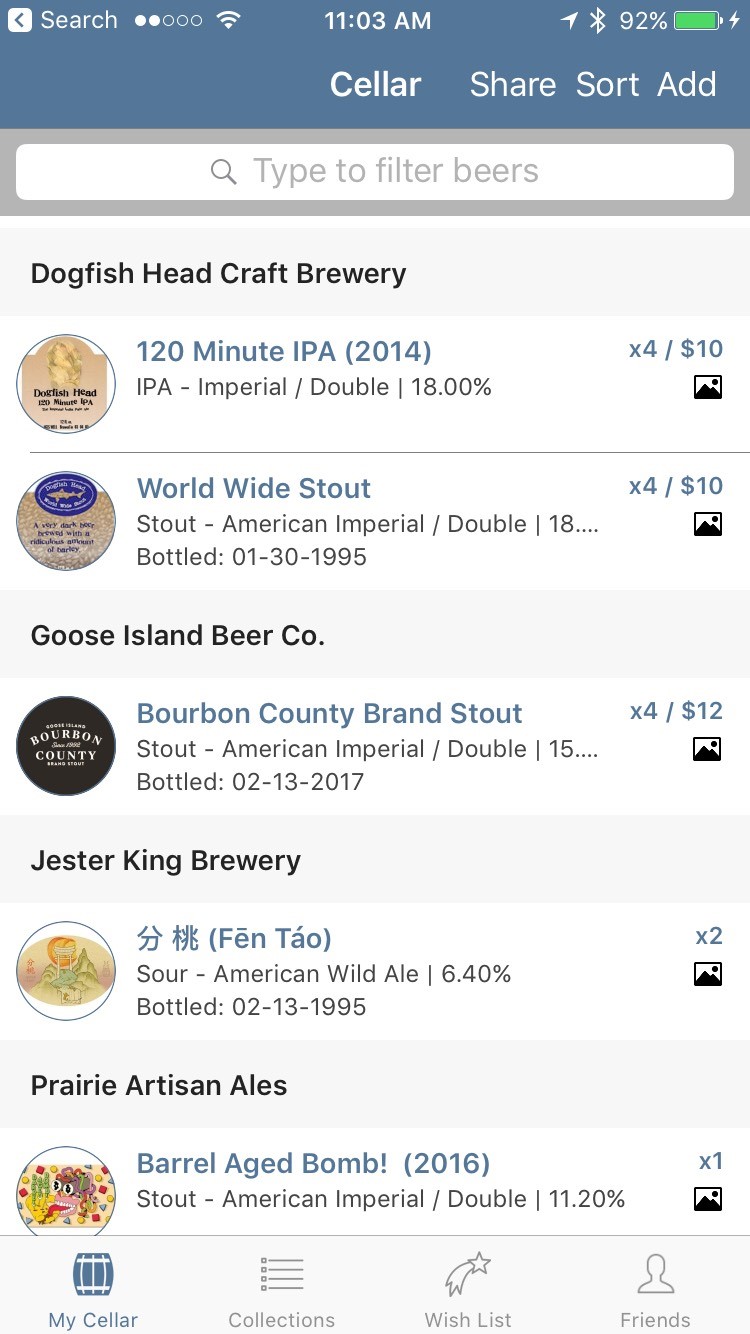 Search 11:03 AM 92%
Cellar Share Sort Add
Type to filter beers
Dogfish Head Craft Brewery
120 Minute IPA (2014) x4 / $10
IPA - Imperial / Double | 18.00%
Dogfish Head
120 Minute IPA
World Wide Stout x4 / $10
Stout - American Imperial / Double | 18....
Bottled: 01-30-1995
Dogfish Head
World Wide Stout
A very dark beer
brewed with a
ridiculous amount
of barley.
Goose Island Beer Co.
Bourbon County Brand Stout x4 / $12
Stout - American Imperial / Double | 15....
Bottled: 02-13-2017
GOOSE ISLAND
BOURBON
Since 1992
COUNTY
BRAND STOUT
Jester King Brewery
分 桃 (Fēn Táo) x2
Sour - American Wild Ale | 6.40%
Bottled: 02-13-1995
分桃
Prairie Artisan Ales
Barrel Aged Bomb! (2016) x1
Stout - American Imperial / Double | 11.20%
My Cellar Collections Wish List Friends